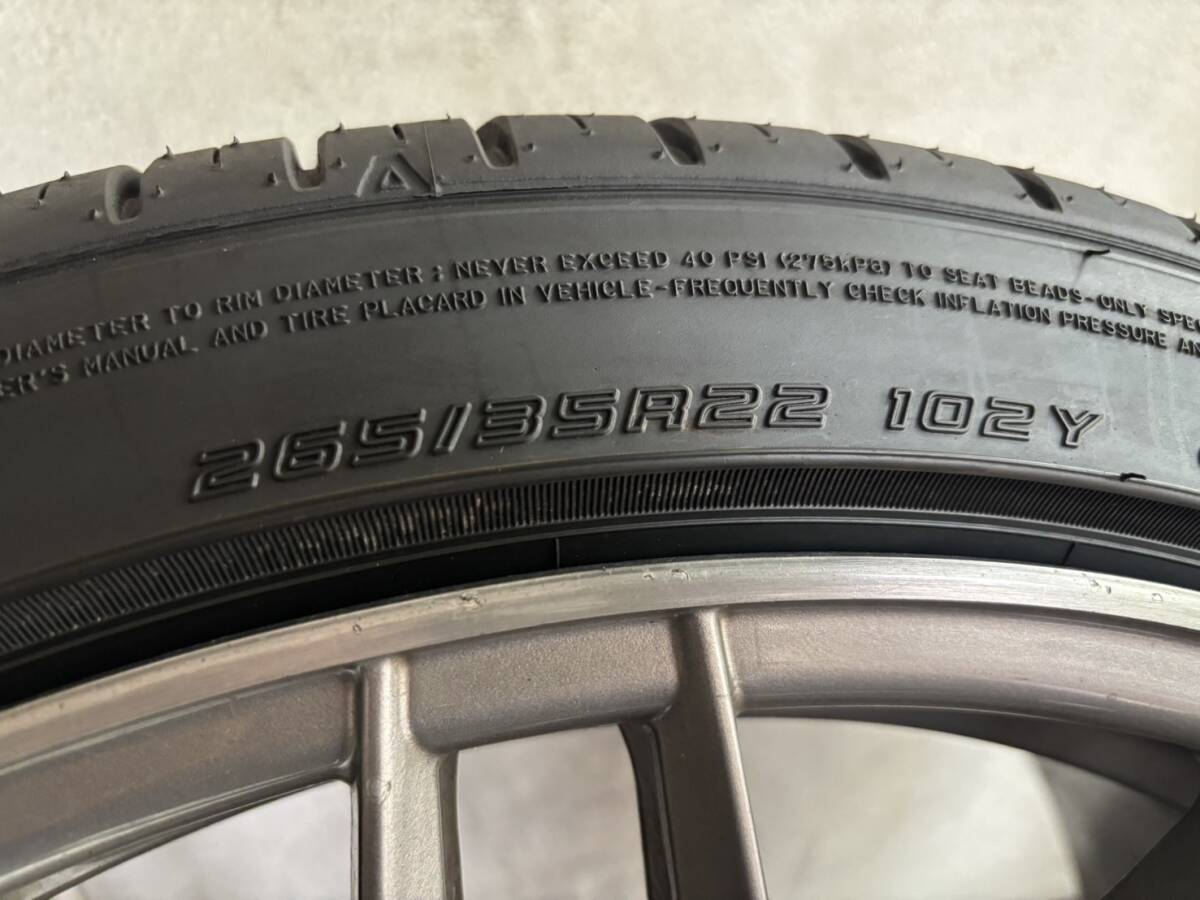 DIAMETER TO RIM DIAMETER ; NEVER EXCEED 40 PSI (275KPa) TO SEAT BEADS-ONLY SPE
ER'S MANUAL AND TIRE PLACARD IN VEHICLE-FREQUENTLY CHECK INFLATION PRESSURE AN
265/35R22 102Y